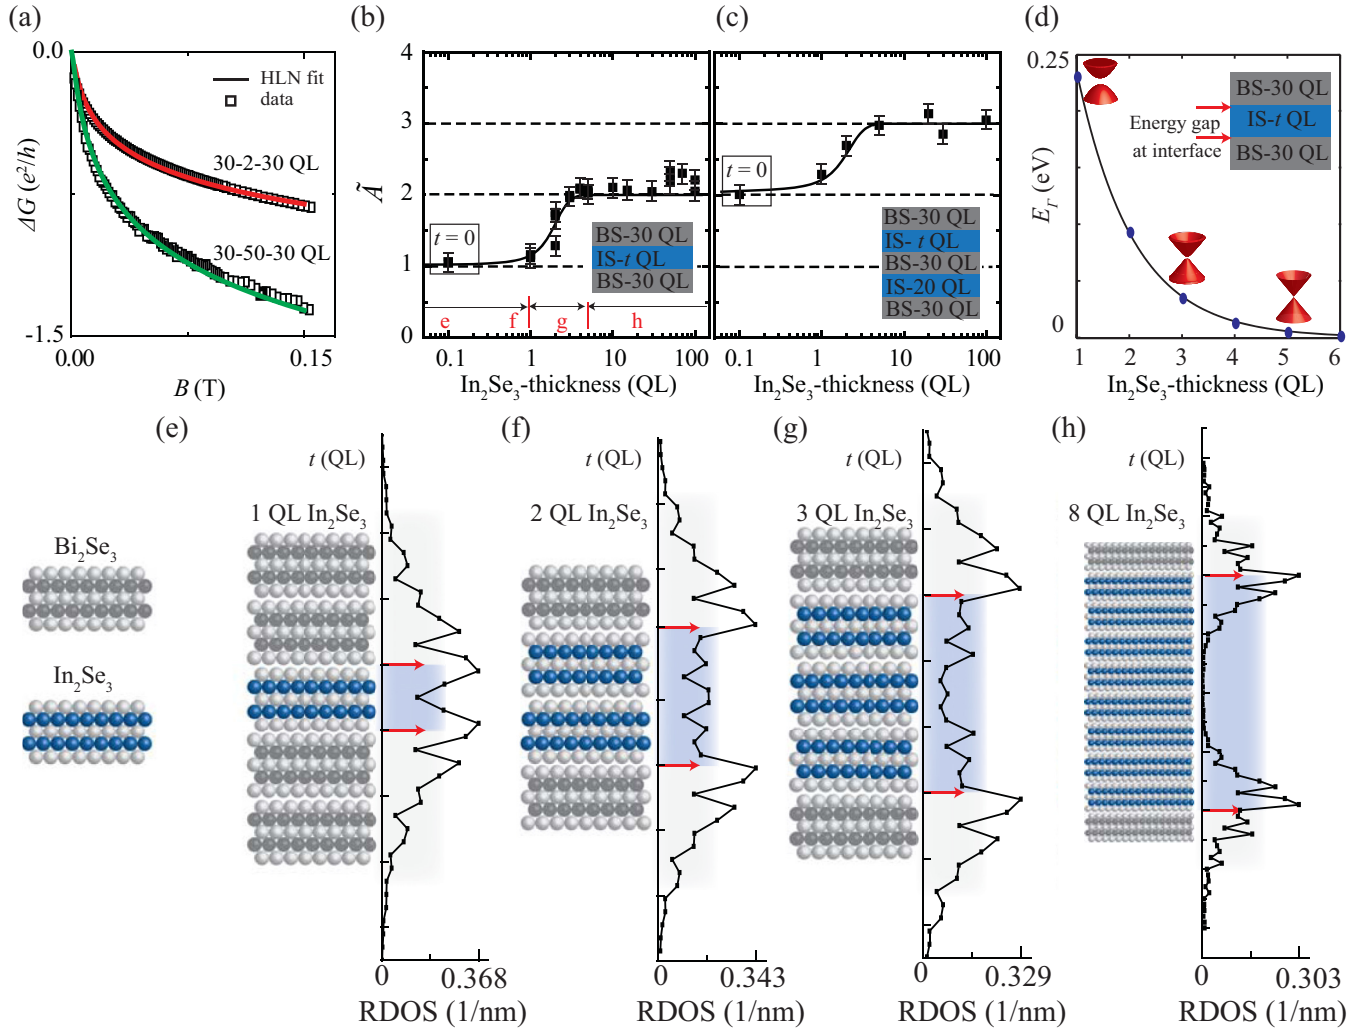 (a)
(b)
(c)
(d)
0.0
HLN fit
data
30-2-30 QL
30-50-30 QL
ΔG (e²/h)
-1.5
0.00
0.15
B (T)
4
3
2
1
0
Ã
t = 0
BS-30 QL
IS-t QL
BS-30 QL
e
f
g
h
0.1
1
10
100
In₂Se₃-thickness (QL)
t = 0
BS-30 QL
IS- t QL
BS-30 QL
IS-20 QL
BS-30 QL
0.1
1
10
100
In₂Se₃-thickness (QL)
0.25
E_T (eV)
0
BS-30 QL
Energy gap
IS-t QL
at interface
BS-30 QL
1
2
3
4
5
6
In₂Se₃-thickness (QL)
(e)
(f)
(g)
(h)
t (QL)
t (QL)
t (QL)
t (QL)
1 QL In₂Se₃
2 QL In₂Se₃
3 QL In₂Se₃
8 QL In₂Se₃
Bi₂Se₃
In₂Se₃
0
0.368
RDOS (1/nm)
0
0.343
RDOS (1/nm)
0
0.329
RDOS (1/nm)
0
0.303
RDOS (1/nm)